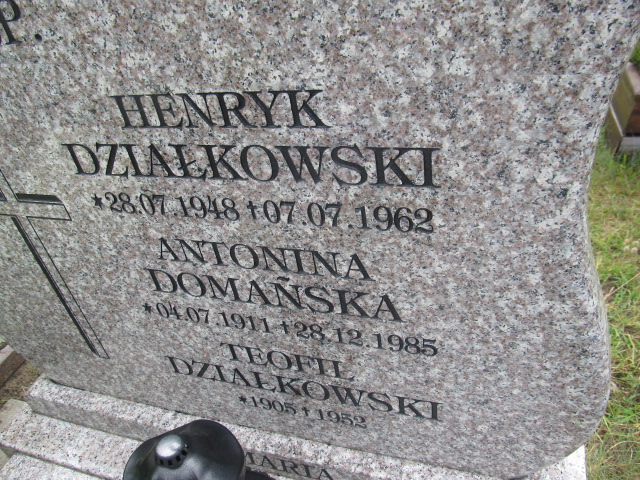 P.
HENRYK
DZIAŁKOWSKI
*28.07.1948 †07.07.1962
ANTONINA
DOMAŃSKA
*04.07.1911 †28.12.1985
TEOFIL
DZIAŁKOWSKI
*1905 †1952
MARIA